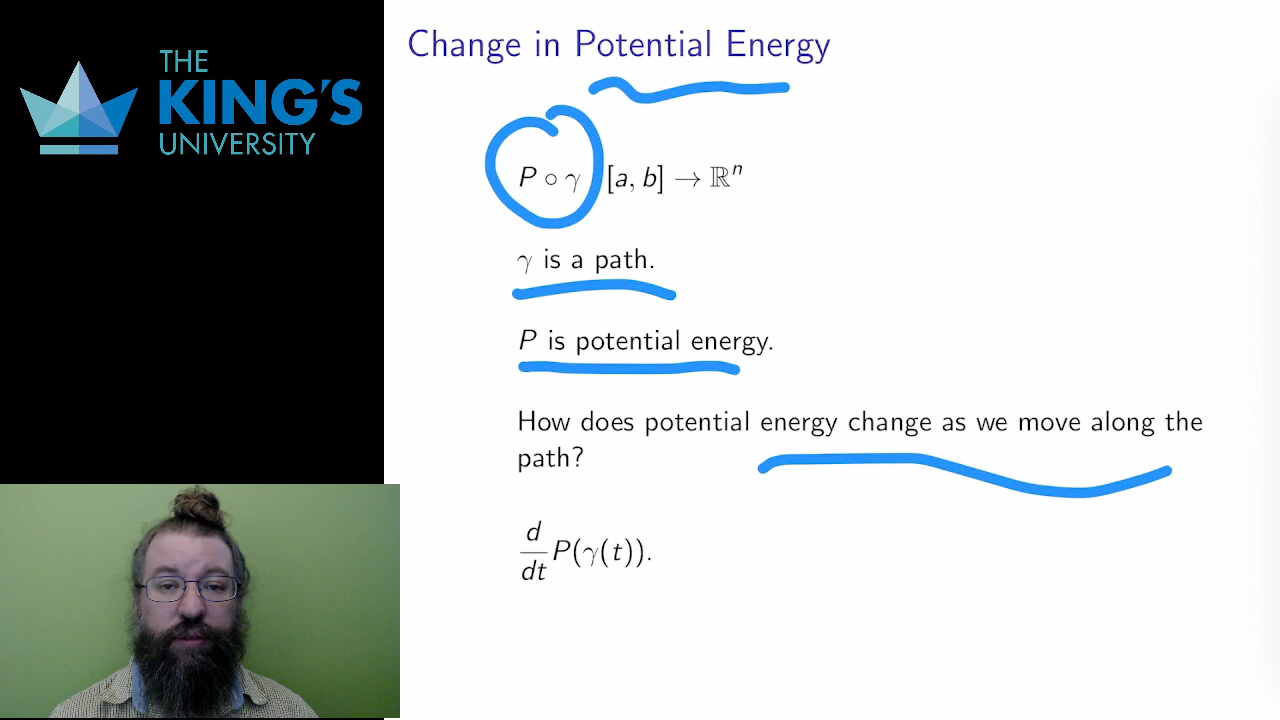 THE
KING'S
UNIVERSITY
Change in Potential Energy
P ∘ γ [a, b] → ℝⁿ
γ is a path.
P is potential energy.
How does potential energy change as we move along the
path?
d/dt P(γ(t)).